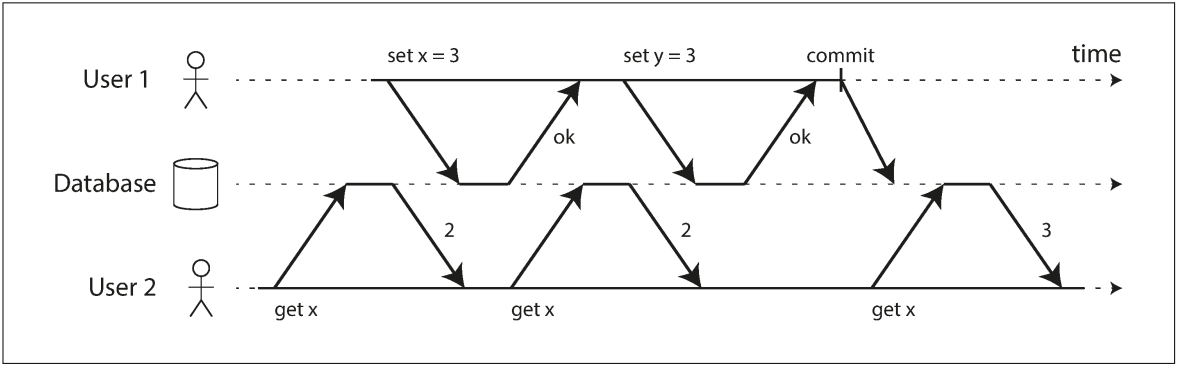 set x = 3
set y = 3
commit
time
User 1
ok
ok
Database
2
2
3
User 2
get x
get x
get x